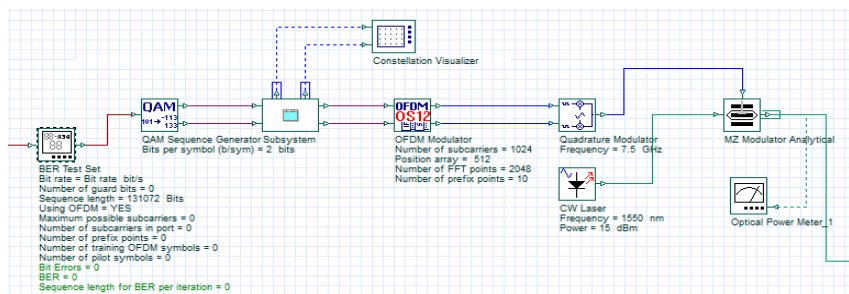 Constellation Visualizer
QAM
101→ -113
133
OFDM
OS12
QAM Sequence Generator Subsystem
Bits per symbol (b/sym) = 2 bits
OFDM Modulator
Number of subcarriers = 1024
Position array = 512
Number of FFT points = 2048
Number of prefix points = 10
Quadrature Modulator
Frequency = 7.5 GHz
MZ Modulator Analytical
BER Test Set
Bit rate = Bit rate bit/s
Number of guard bits = 0
Sequence length = 131072 Bits
Using OFDM = YES
Maximum possible subcarriers = 0
Number of subcarriers in port = 0
Number of prefix points = 0
Number of training OFDM symbols = 0
Number of pilot symbols = 0
Bit Errors = 0
BER = 0
Sequence length for BER per iteration = 0
CW Laser
Frequency = 1550 nm
Power = 15 dBm
Optical Power Meter_1